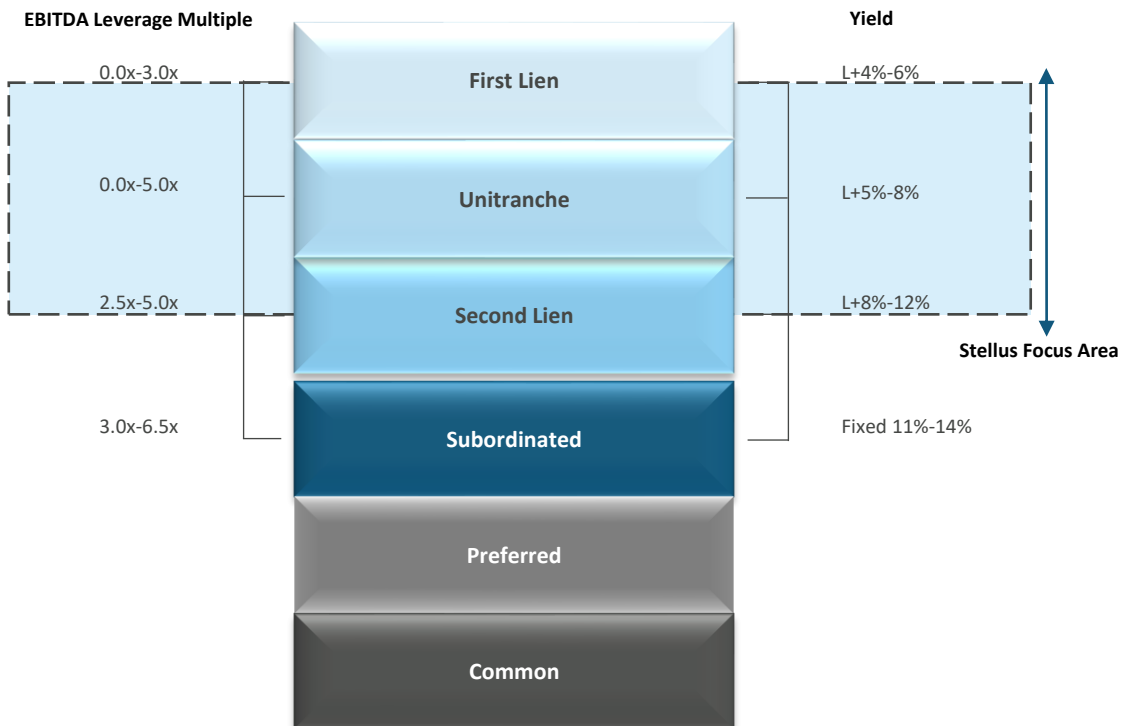 EBITDA Leverage Multiple
Yield
0.0x-3.0x
First Lien
L+4%-6%
0.0x-5.0x
Unitranche
L+5%-8%
2.5x-5.0x
Second Lien
L+8%-12%
Stellus Focus Area
3.0x-6.5x
Subordinated
Fixed 11%-14%
Preferred
Common